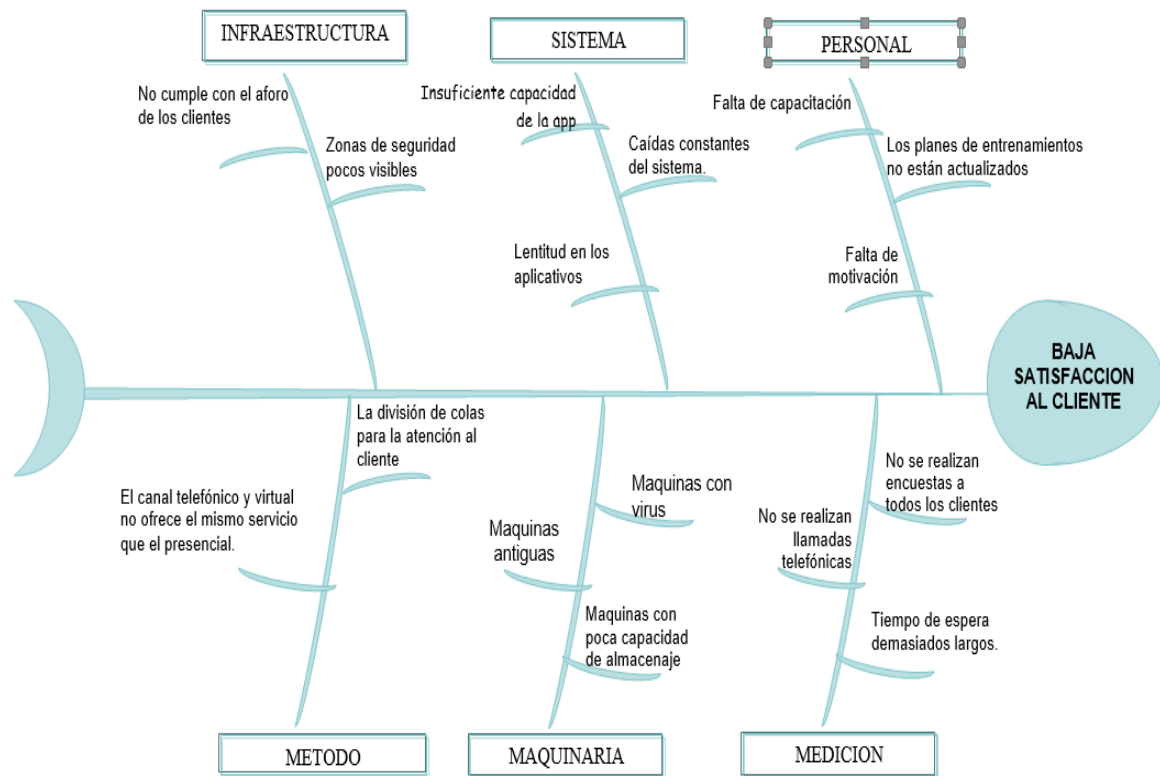 INFRAESTRUCTURA
SISTEMA
PERSONAL
No cumple con el aforo
de los clientes
Zonas de seguridad
pocos visibles
Insuficiente capacidad
de la app
Caídas constantes
del sistema.
Lentitud en los
aplicativos
Falta de capacitación
Los planes de entrenamientos
no están actualizados
Falta de
motivación
BAJA
SATISFACCION
AL CLIENTE
La división de colas
para la atención al
cliente
El canal telefónico y virtual
no ofrece el mismo servicio
que el presencial.
Maquinas con
virus
Maquinas
antiguas
Maquinas con
poca capacidad
de almacenaje
No se realizan
encuestas a
todos los clientes
No se realizan
llamadas
telefónicas
Tiempo de espera
demasiados largos.
METODO
MAQUINARIA
MEDICION